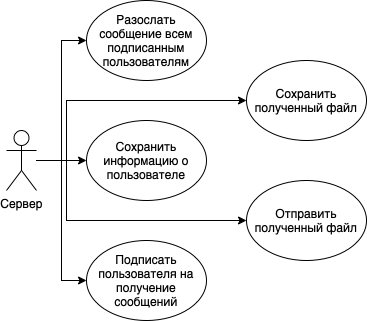 Разослать
сообщение всем
подписанным
пользователям
Сохранить
полученный файл
Сохранить
информацию о
пользователе
Сервер
Отправить
полученный файл
Подписать
пользователя на
получение
сообщений